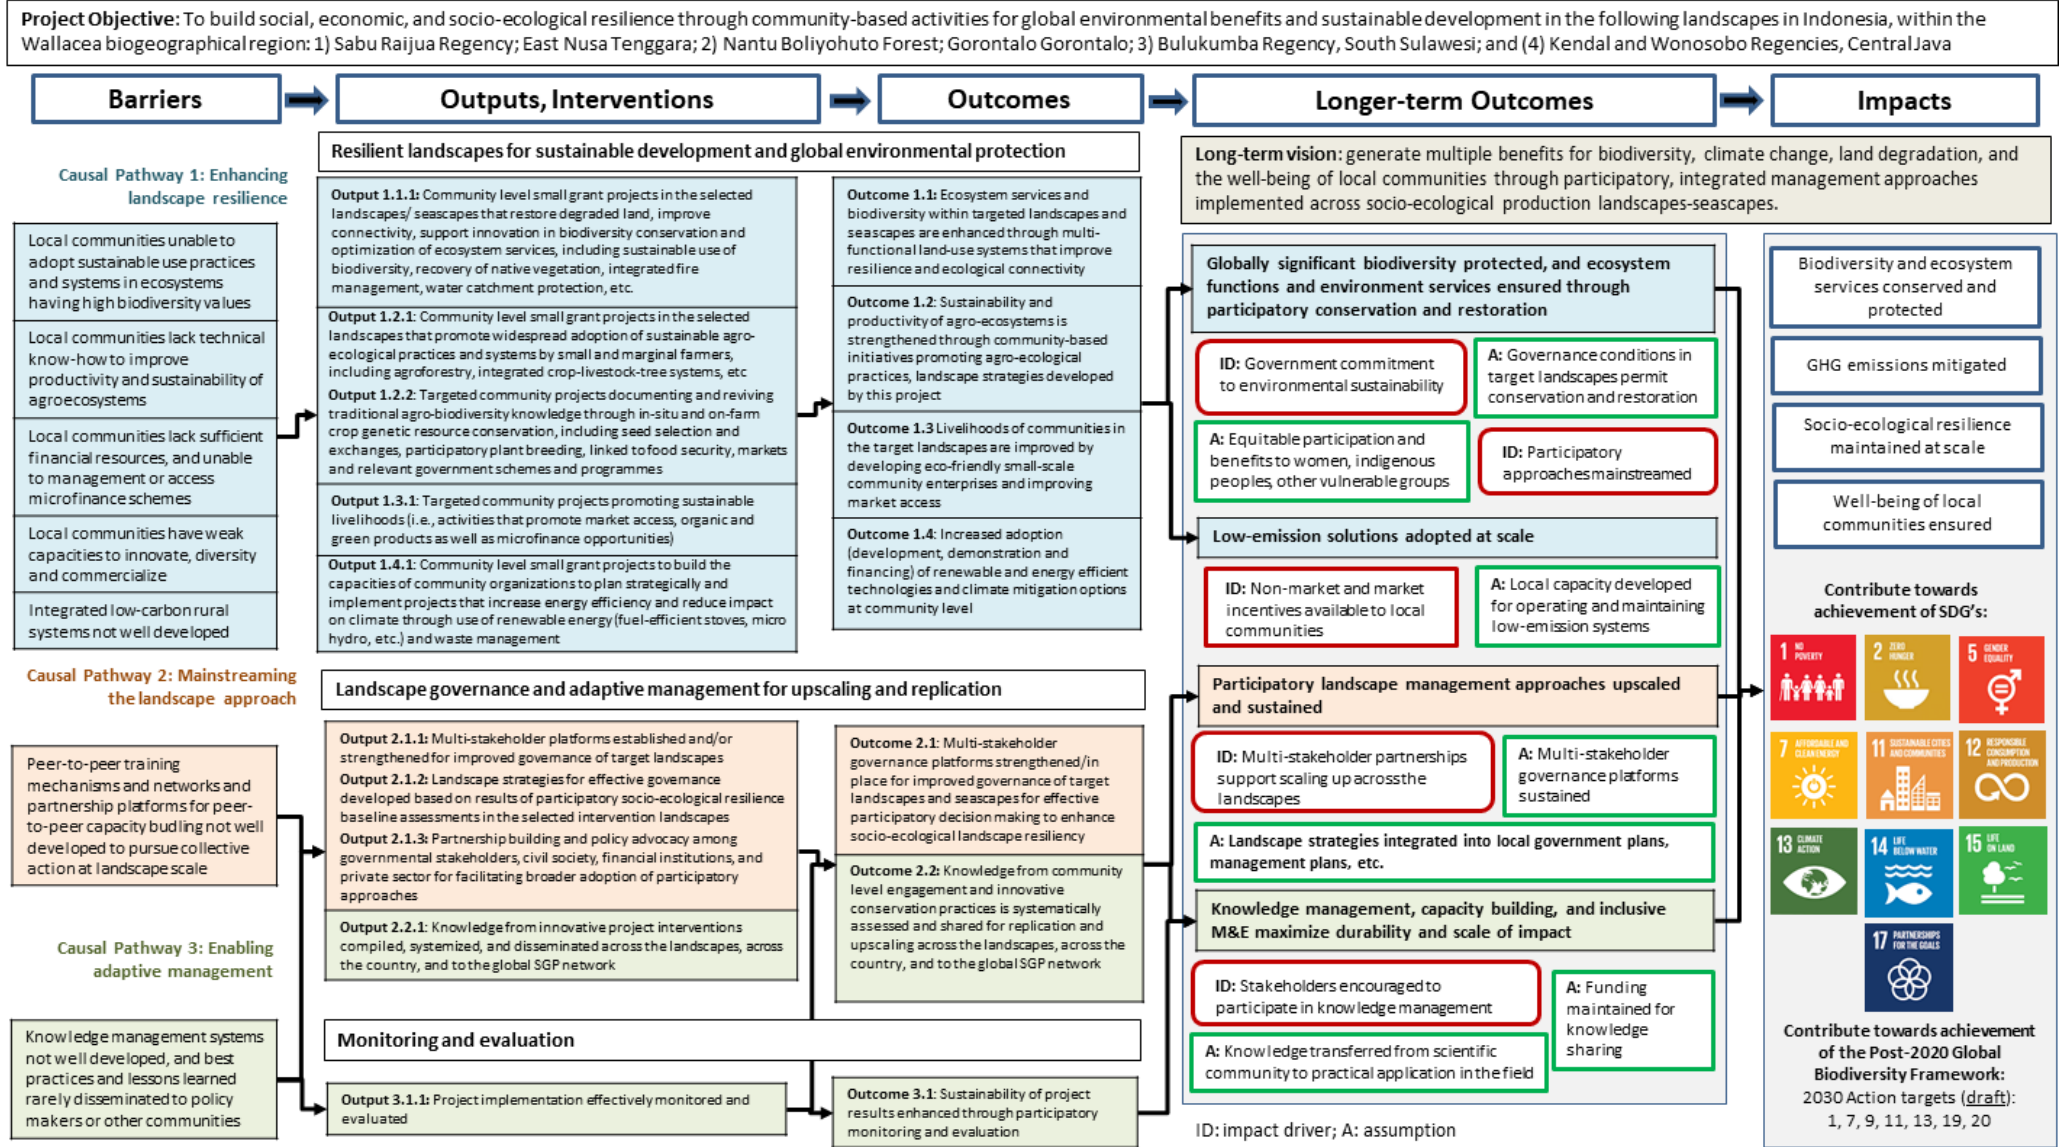 Project Objective: To build social, economic, and socio-ecological resilience through community-based activities for global environmental benefits and sustainable development in the following landscapes in Indonesia, within the
Wallacea biogeographical region: 1) Sabu Raijua Regency; East Nusa Tenggara; 2) Nantu Boliyohuto Forest; Gorontalo Gorontalo; 3) Bulukumba Regency, South Sulawesi; and (4) Kendal and Wonosobo Regencies, Central Java
Barriers
Outputs, Interventions
Outcomes
Longer-term Outcomes
Impacts
Causal Pathway 1: Enhancing
landscape resilience
Local communities unable to
adopt sustainable use practices
and systems in ecosystems
having high biodiversity values
Local communities lack technical
know-how to improve
productivity and sustainability of
agroecosystems
Local communities lack sufficient
financial resources, and unable
to management or access
microfinance schemes
Local communities have weak
capacities to innovate, diversity
and commercialize
Integrated low-carbon rural
systems not well developed
Causal Pathway 2: Mainstreaming
the landscape approach
Peer-to-peer training
mechanisms and networks and
partnership platforms for peer-
to-peer capacity budling not well
developed to pursue collective
action at landscape scale
Causal Pathway 3: Enabling
adaptive management
Knowledge management systems
not well developed, and best
practices and lessons learned
rarely disseminated to policy
makers or other communities
Resilient landscapes for sustainable development and global environmental protection
Output 1.1.1: Community level small grant projects in the selected
landscapes/ seascapes that restore degraded land, improve
connectivity, support innovation in biodiversity conservation and
optimization of ecosystem services, including sustainable use of
biodiversity, recovery of native vegetation, integrated fire
management, water catchment protection, etc.
Output 1.2.1: Community level small grant projects in the selected
landscapes that promote widespread adoption of sustainable agro-
ecological practices and systems by small and marginal farmers,
including agroforestry, integrated crop-livestock-tree systems, etc
Output 1.2.2: Targeted community projects documenting and reviving
traditional agro-biodiversity knowledge through in-situ and on-farm
crop genetic resource conservation, including seed selection and
exchanges, participatory plant breeding, linked to food security, markets
and relevant government schemes and programmes
Output 1.3.1: Targeted community projects promoting sustainable
livelihoods (i.e., activities that promote market access, organic and
green products as well as microfinance opportunities)
Output 1.4.1: Community level small grant projects to build the
capacities of community organizations to plan strategically and
implement projects that increase energy efficiency and reduce impact
on climate through use of renewable energy (fuel-efficient stoves, micro
hydro, etc.) and waste management
Outcome 1.1: Ecosystem services and
biodiversity within targeted landscapes and
seascapes are enhanced through multi-
functional land-use systems that improve
resilience and ecological connectivity
Outcome 1.2: Sustainability and
productivity of agro-ecosystems is
strengthened through community-based
initiatives promoting agro-ecological
practices, landscape strategies developed
by this project
Outcome 1.3 Livelihoods of communities in
the target landscapes are improved by
developing eco-friendly small-scale
community enterprises and improving
market access
Outcome 1.4: Increased adoption
(development, demonstration and
financing) of renewable and energy efficient
technologies and climate mitigation options
at community level
Landscape governance and adaptive management for upscaling and replication
Output 2.1.1: Multi-stakeholder platforms established and/or
strengthened for improved governance of target landscapes
Output 2.1.2: Landscape strategies for effective governance
developed based on results of participatory socio-ecological resilience
baseline assessments in the selected intervention landscapes
Output 2.1.3: Partnership building and policy advocacy among
governmental stakeholders, civil society, financial institutions, and
private sector for facilitating broader adoption of participatory
approaches
Output 2.2.1: Knowledge from innovative project interventions
compiled, systemized, and disseminated across the landscapes, across
the country, and to the global SGP network
Outcome 2.1: Multi-stakeholder
governance platforms strengthened/in
place for improved governance of target
landscapes and seascapes for effective
participatory decision making to enhance
socio-ecological landscape resiliency
Outcome 2.2: Knowledge from community
level engagement and innovative
conservation practices is systematically
assessed and shared for replication and
upscaling across the landscapes, across the
country, and to the global SGP network
Monitoring and evaluation
Output 3.1.1: Project implementation effectively monitored and
evaluated
Outcome 3.1: Sustainability of project
results enhanced through participatory
monitoring and evaluation
Long-term vision: generate multiple benefits for biodiversity, climate change, land degradation, and
the well-being of local communities through participatory, integrated management approaches
implemented across socio-ecological production landscapes-seascapes.
Globally significant biodiversity protected, and ecosystem
functions and environment services ensured through
participatory conservation and restoration
ID: Government commitment
to environmental sustainability
A: Governance conditions in
target landscapes permit
conservation and restoration
A: Equitable participation and
benefits to women, indigenous
peoples, other vulnerable groups
ID: Participatory
approaches mainstreamed
Low-emission solutions adopted at scale
ID: Non-market and market
incentives available to local
communities
A: Local capacity developed
for operating and maintaining
low-emission systems
Participatory landscape management approaches upscaled
and sustained
ID: Multi-stakeholder partnerships
support scaling up across the
landscapes
A: Multi-stakeholder
governance platforms
sustained
A: Landscape strategies integrated into local government plans,
management plans, etc.
Knowledge management, capacity building, and inclusive
M&E maximize durability and scale of impact
ID: Stakeholders encouraged to
participate in knowledge management
A: Funding
maintained for
knowledge
sharing
A: Knowledge transferred from scientific
community to practical application in the field
ID: impact driver; A: assumption
Biodiversity and ecosystem
services conserved and
protected
GHG emissions mitigated
Socio-ecological resilience
maintained at scale
Well-being of local
communities ensured
Contribute towards
achievement of SDG's:
1 NO
POVERTY
2 ZERO
HUNGER
5 GENDER
EQUALITY
7 AFFORDABLE AND
CLEAN ENERGY
11 SUSTAINABLE CITIES
AND COMMUNITIES
12 RESPONSIBLE
CONSUMPTION
AND PRODUCTION
13 CLIMATE
ACTION
14 LIFE
BELOW WATER
15 LIFE
ON LAND
17 PARTNERSHIPS
FOR THE GOALS
Contribute towards achievement
of the Post-2020 Global
Biodiversity Framework:
2030 Action targets (draft):
1, 7, 9, 11, 13, 19, 20